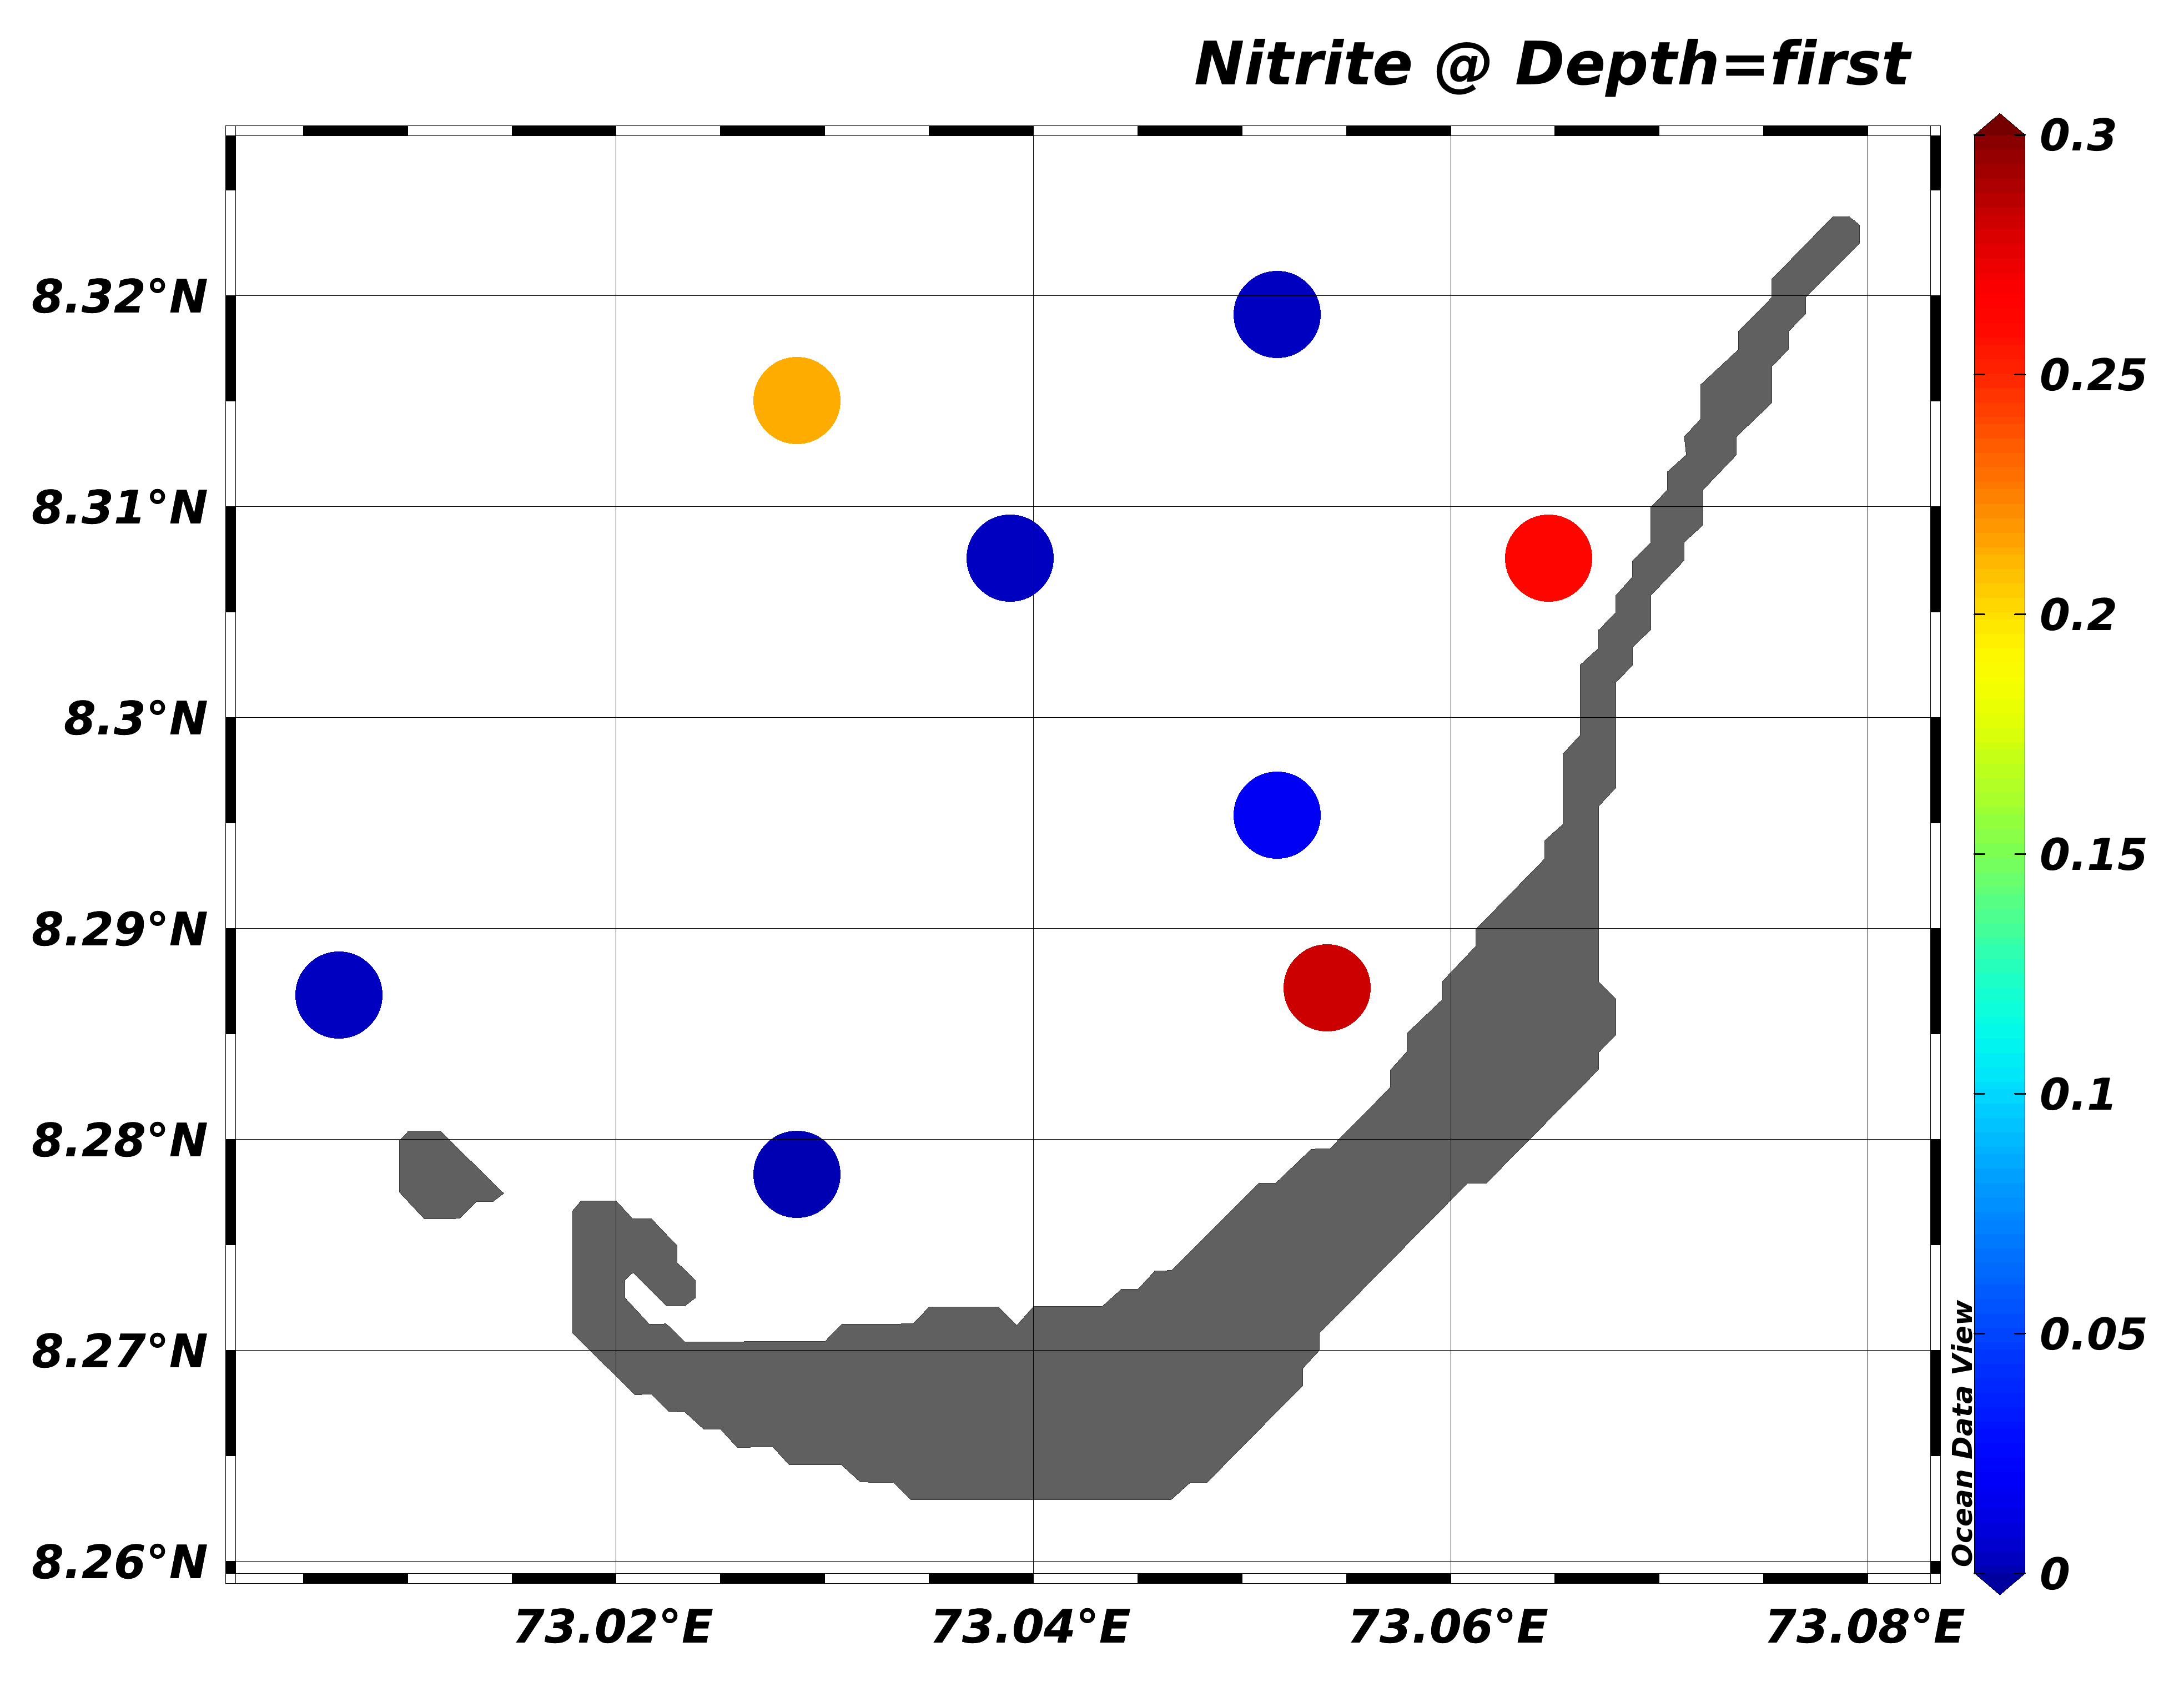 Nitrite @ Depth=first
8.32°N
8.31°N
8.3°N
8.29°N
8.28°N
8.27°N
8.26°N
73.02°E
73.04°E
73.06°E
73.08°E
0.3
0.25
0.2
0.15
0.1
0.05
0
Ocean Data View